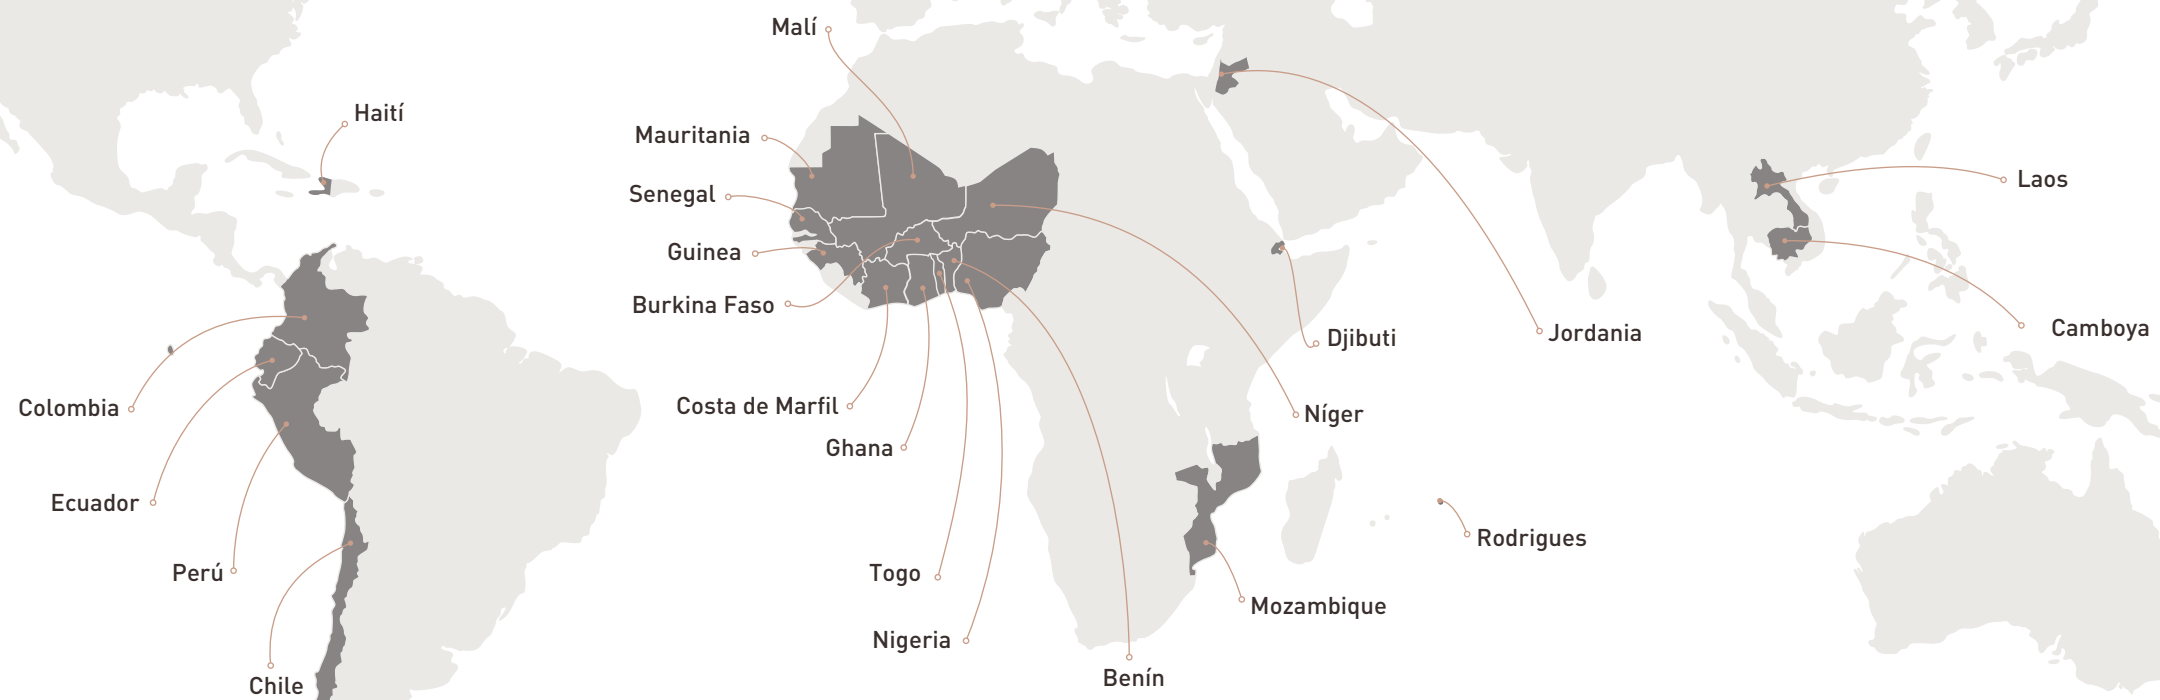 Malí
Haití
Mauritania
Senegal
Laos
Guinea
Burkina Faso
Camboya
Jordania
Djibuti
Colombia
Costa de Marfil
Níger
Ghana
Ecuador
Rodrigues
Perú
Togo
Mozambique
Nigeria
Benín
Chile